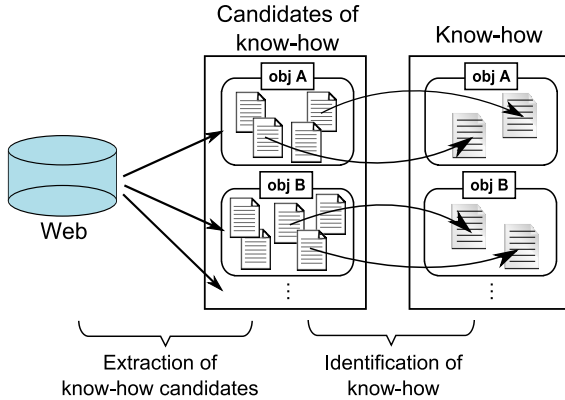 Candidates of
know-how
Know-how
obj A
obj A
Web
obj B
obj B
⋮
⋮
Extraction of
know-how candidates
Identification of
know-how